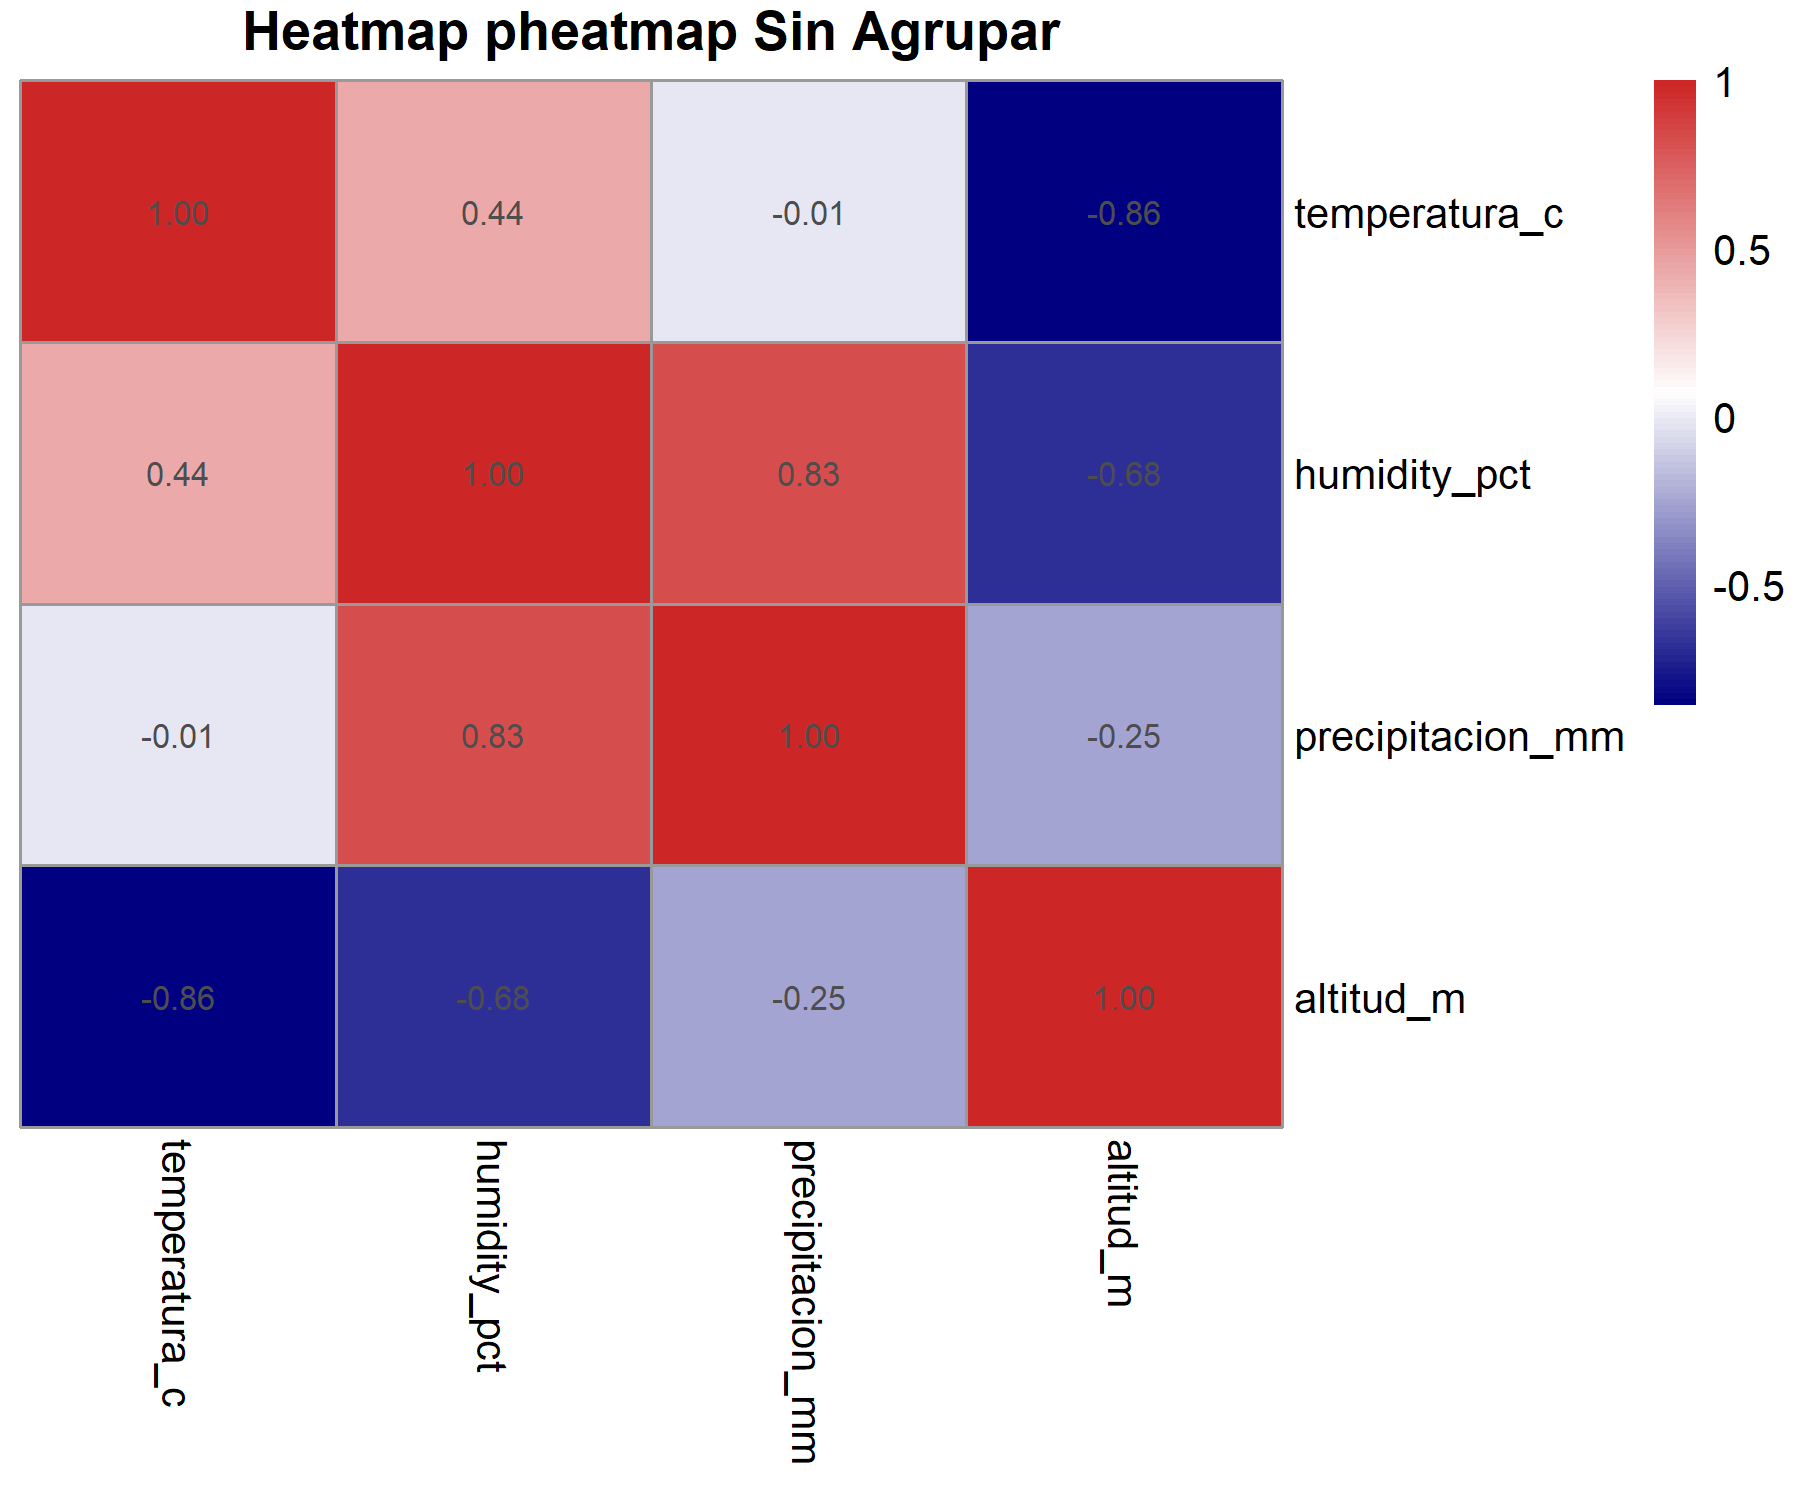 Heatmap pheatmap Sin Agrupar
1.00 0.44 -0.01 -0.86 temperatura_c
0.44 1.00 0.83 -0.68 humidity_pct
-0.01 0.83 1.00 -0.25 precipitacion_mm
-0.86 -0.68 -0.25 1.00 altitud_m
temperatura_c humidity_pct precipitacion_mm altitud_m
1
0.5
0
-0.5